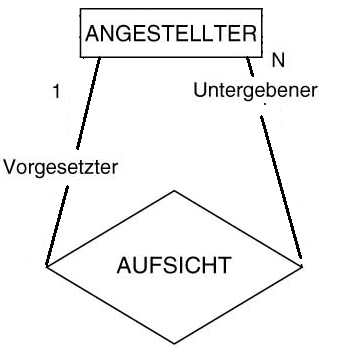 ANGESTELLTER
N
1
Untergebener
Vorgesetzter
AUFSICHT